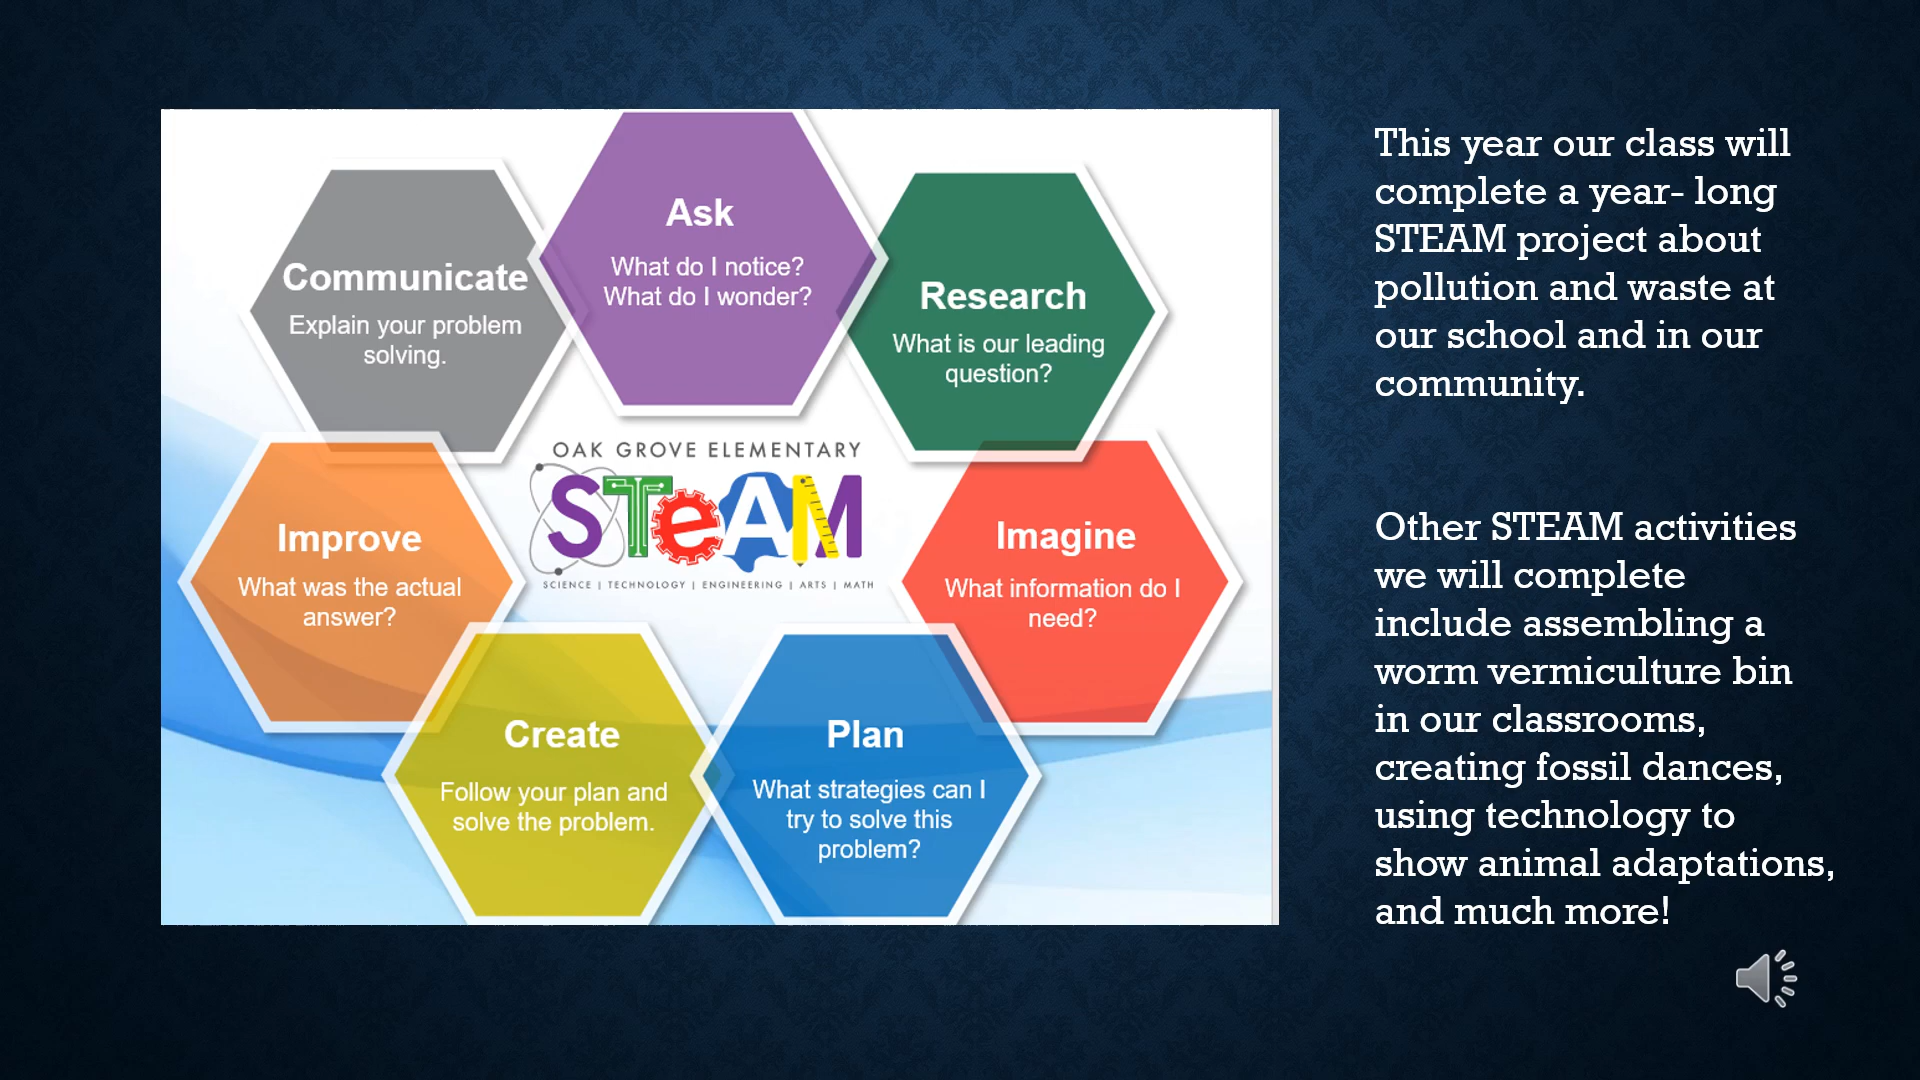 Ask
What do I notice?
What do I wonder?
Research
What is our leading
question?
Imagine
What information do I
need?
Plan
What strategies can I
try to solve this
problem?
Create
Follow your plan and
solve the problem.
Improve
What was the actual
answer?
Communicate
Explain your problem
solving.
OAK GROVE ELEMENTARY
STeAM
SCIENCE | TECHNOLOGY | ENGINEERING | ARTS | MATH
This year our class will
complete a year- long
STEAM project about
pollution and waste at
our school and in our
community.
Other STEAM activities
we will complete
include assembling a
worm vermiculture bin
in our classrooms,
creating fossil dances,
using technology to
show animal adaptations,
and much more!